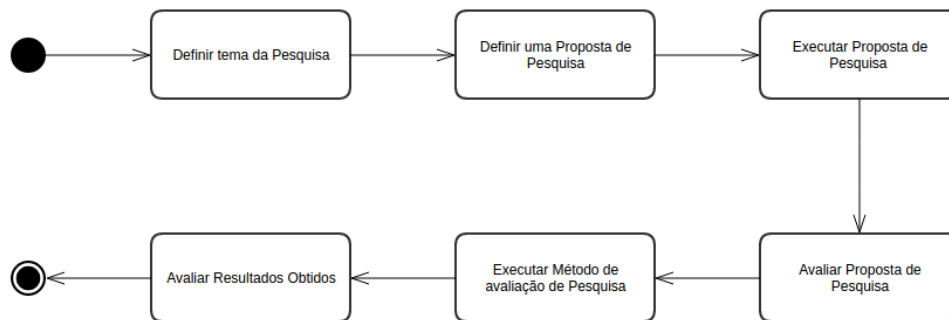 Definir tema da Pesquisa
Definir uma Proposta de
Pesquisa
Executar Proposta de
Pesquisa
Avaliar Resultados Obtidos
Executar Método de
avaliação de Pesquisa
Avaliar Proposta de
Pesquisa